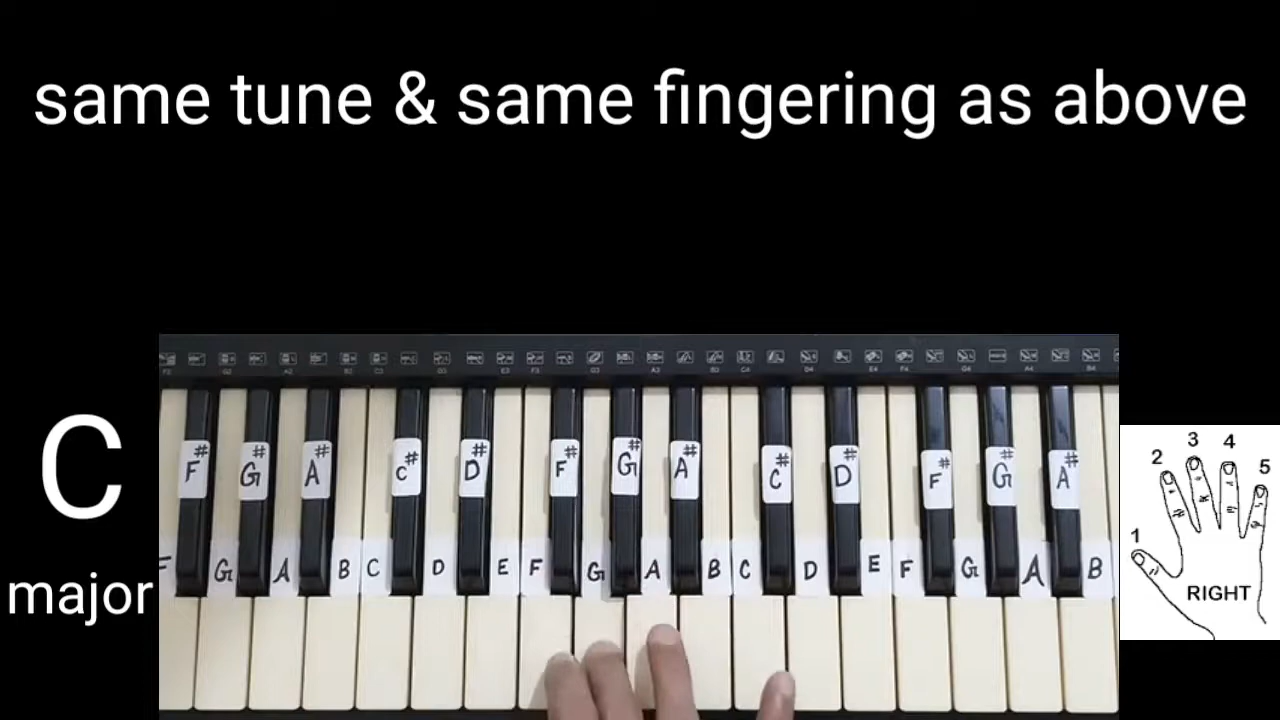 same tune & same fingering as above
C
major
F# G# A# C# D# F# G# A# C# D# F# G# A#
F G A B C D E F G A B C D E F G A B
1 2 3 4 5
RIGHT